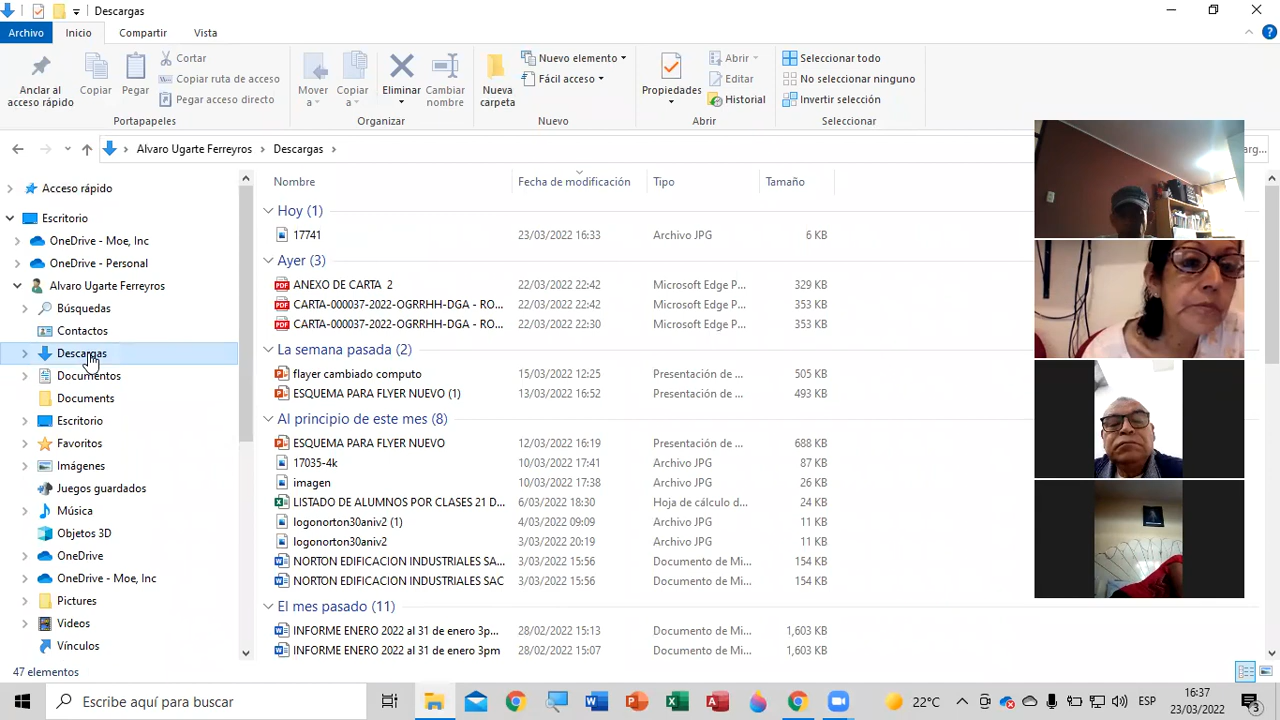 Descargas
Archivo Inicio Compartir Vista
Anclar al acceso rápido
Copiar
Pegar
Cortar
Copiar ruta de acceso
Pegar acceso directo
Portapapeles
Mover a
Copiar a
Eliminar
Cambiar nombre
Organizar
Nueva carpeta
Nuevo elemento
Fácil acceso
Nuevo
Propiedades
Abrir
Editar
Historial
Abrir
Seleccionar todo
No seleccionar ninguno
Invertir selección
Seleccionar
Alvaro Ugarte Ferreyros > Descargas >
arg...
Acceso rápido
Escritorio
OneDrive - Moe, Inc
OneDrive - Personal
Alvaro Ugarte Ferreyros
Búsquedas
Contactos
Descargas
Documentos
Documents
Escritorio
Favoritos
Imágenes
Juegos guardados
Música
Objetos 3D
OneDrive
OneDrive - Moe, Inc
Pictures
Videos
Vínculos
Nombre Fecha de modificación Tipo Tamaño
Hoy (1)
17741 23/03/2022 16:33 Archivo JPG 6 KB
Ayer (3)
ANEXO DE CARTA 2 22/03/2022 22:42 Microsoft Edge P... 329 KB
CARTA-000037-2022-OGRRHH-DGA - RO... 22/03/2022 22:42 Microsoft Edge P... 353 KB
CARTA-000037-2022-OGRRHH-DGA - RO... 22/03/2022 22:30 Microsoft Edge P... 353 KB
La semana pasada (2)
flayer cambiado computo 15/03/2022 12:25 Presentación de ... 505 KB
ESQUEMA PARA FLYER NUEVO (1) 13/03/2022 16:52 Presentación de ... 493 KB
Al principio de este mes (8)
ESQUEMA PARA FLYER NUEVO 12/03/2022 16:19 Presentación de ... 688 KB
17035-4k 10/03/2022 17:41 Archivo JPG 87 KB
imagen 10/03/2022 17:38 Archivo JPG 26 KB
LISTADO DE ALUMNOS POR CLASES 21 D... 6/03/2022 18:30 Hoja de cálculo d... 24 KB
logonorton30aniv2 (1) 4/03/2022 09:09 Archivo JPG 11 KB
logonorton30aniv2 3/03/2022 20:19 Archivo JPG 11 KB
NORTON EDIFICACION INDUSTRIALES SA... 3/03/2022 15:56 Documento de Mi... 154 KB
NORTON EDIFICACION INDUSTRIALES SAC 3/03/2022 15:56 Documento de Mi... 154 KB
El mes pasado (11)
INFORME ENERO 2022 al 31 de enero 3p... 28/02/2022 15:13 Documento de Mi... 1,603 KB
INFORME ENERO 2022 al 31 de enero 3pm 28/02/2022 15:07 Documento de Mi... 1,603 KB
47 elementos
Escribe aquí para buscar
22°C
ESP
16:37
23/03/2022
3